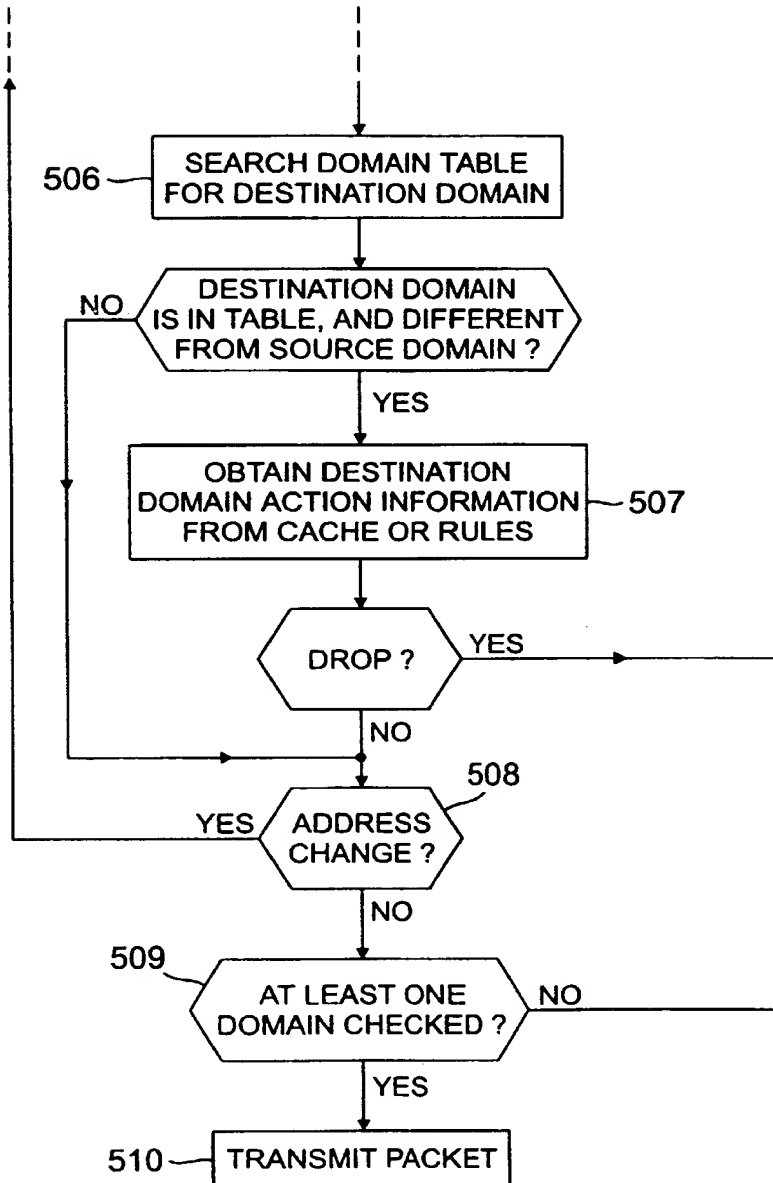 506
SEARCH DOMAIN TABLE
FOR DESTINATION DOMAIN
NO
DESTINATION DOMAIN
IS IN TABLE, AND DIFFERENT
FROM SOURCE DOMAIN ?
YES
OBTAIN DESTINATION
DOMAIN ACTION INFORMATION
FROM CACHE OR RULES
507
DROP ?
YES
NO
508
YES
ADDRESS
CHANGE ?
NO
509
AT LEAST ONE
DOMAIN CHECKED ?
NO
YES
510
TRANSMIT PACKET